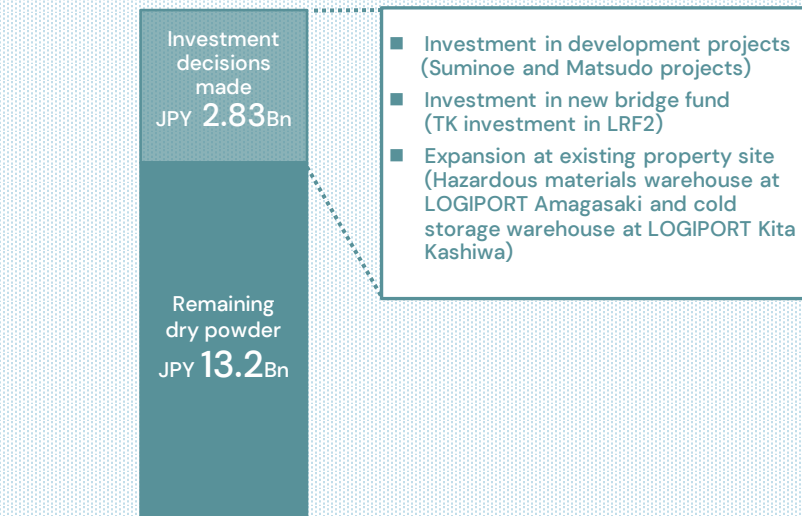 Investment
decisions
made
JPY 2.83Bn
Remaining
dry powder
JPY 13.2Bn
■ Investment in development projects
(Suminoe and Matsudo projects)
■ Investment in new bridge fund
(TK investment in LRF2)
■ Expansion at existing property site
(Hazardous materials warehouse at
LOGIPORT Amagasaki and cold
storage warehouse at LOGIPORT Kita
Kashiwa)